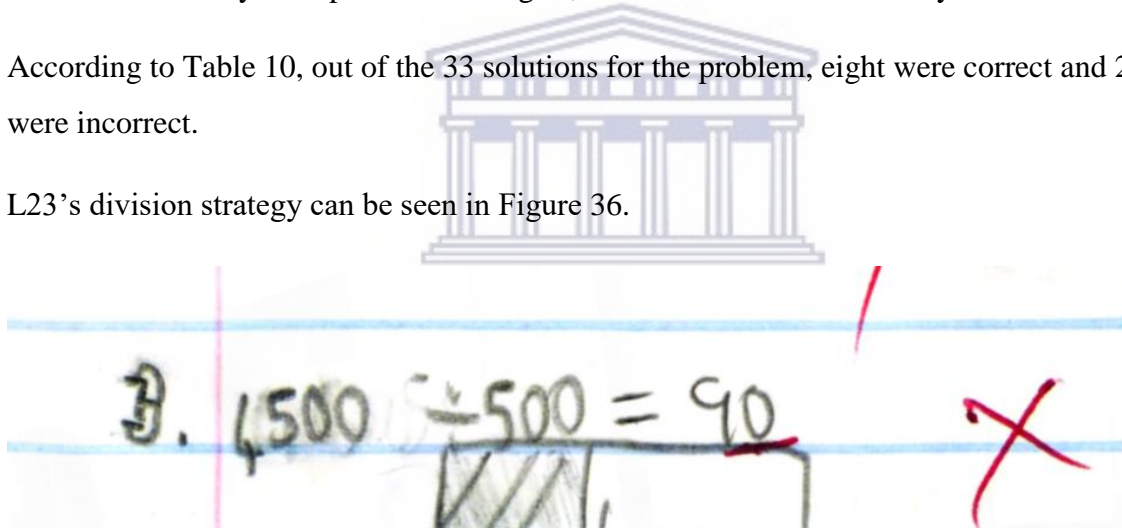 According to Table 10, out of the 33 solutions for the problem, eight were correct and 2
were incorrect.
L23’s division strategy can be seen in Figure 36.
3. 4500 ÷ 500 = 90